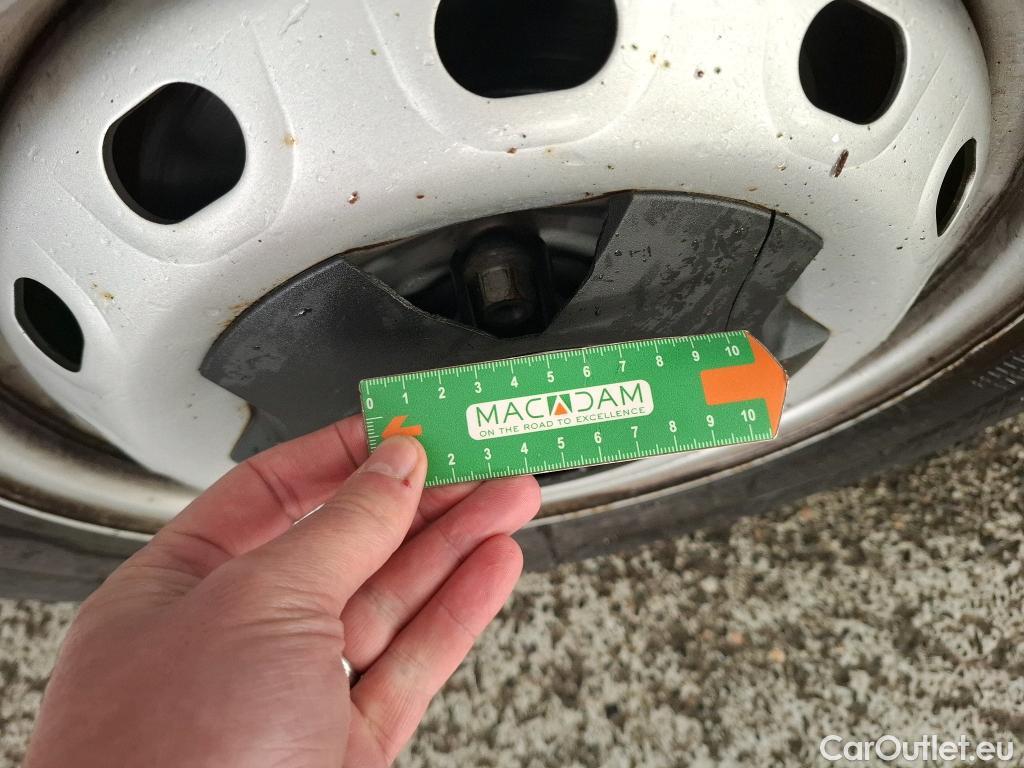 0 1 2 3 4 5 6 7 8 9 10
MACADAM
ON THE ROAD TO EXCELLENCE
2 3 4 5 6 7 8 9 10
CarOutlet.eu